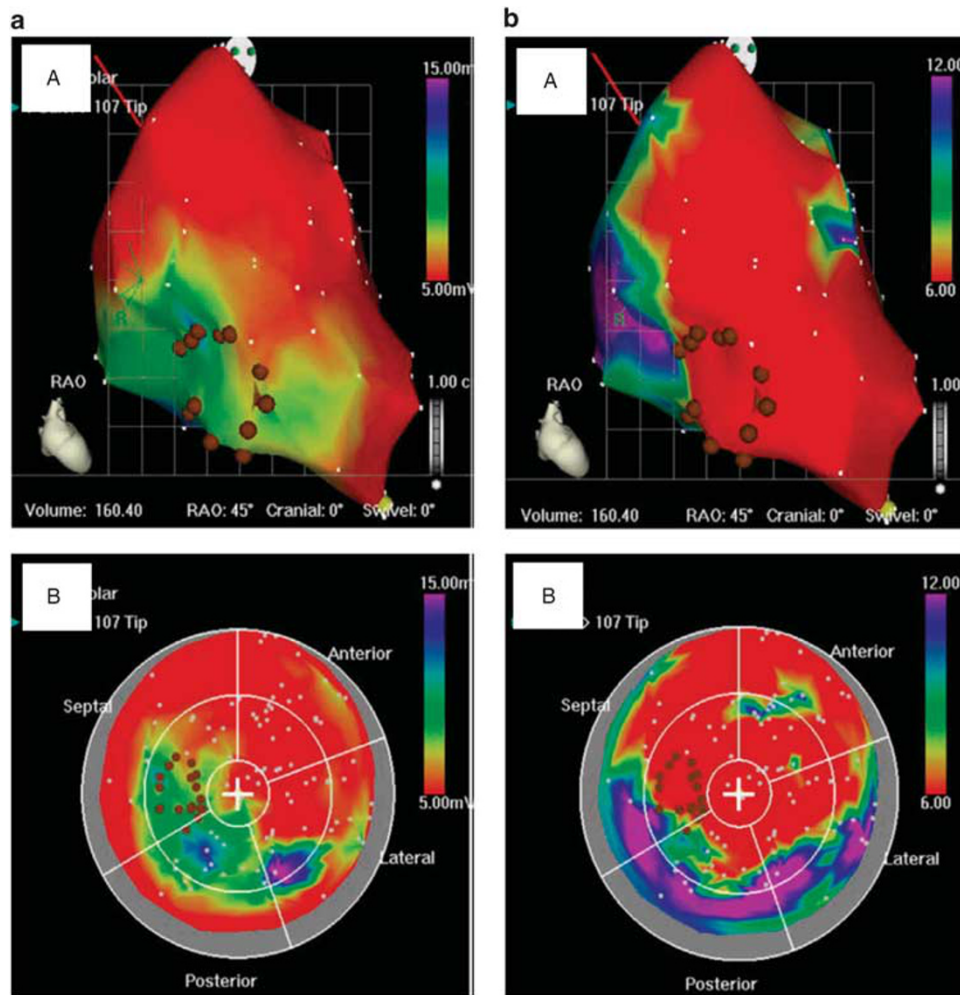 a
A
olar
107 Tip
15.00m
5.00mV
R
RAO
1.00 c
Volume: 160.40 RAO: 45° Cranial: 0° Swivel: 0°
b
A
107 Tip
12.00
6.00
R
RAO
1.00
Volume: 160.40 RAO: 45° Cranial: 0° Swivel: 0°
B
olar
107 Tip
15.00m
5.00mV
Anterior
Septal
Lateral
Posterior
B
107 Tip
12.00
6.00
Anterior
Septal
Lateral
Posterior